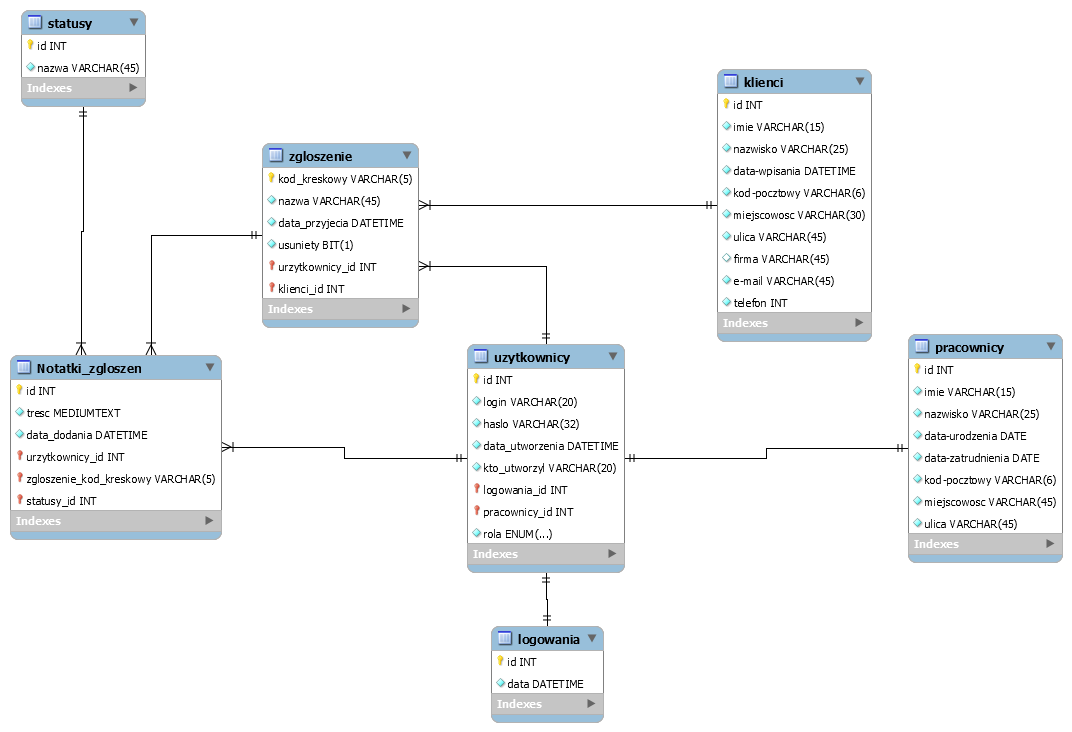 statusy
id INT
nazwa VARCHAR(45)
Indexes
zgloszenie
kod_kreskowy VARCHAR(5)
nazwa VARCHAR(45)
data_przyjecia DATETIME
usuniety BIT(1)
urzytkownicy_id INT
klienci_id INT
Indexes
klienci
id INT
imie VARCHAR(15)
nazwisko VARCHAR(25)
data-wpisania DATETIME
kod-pocztowy VARCHAR(6)
miejscowosc VARCHAR(30)
ulica VARCHAR(45)
firma VARCHAR(45)
e-mail VARCHAR(45)
telefon INT
Indexes
Notatki_zgloszen
id INT
tresc MEDIUMTEXT
data_dodania DATETIME
urzytkownicy_id INT
zgloszenie_kod_kreskowy VARCHAR(5)
statusy_id INT
Indexes
uzytkownicy
id INT
login VARCHAR(20)
haslo VARCHAR(32)
data_utworzenia DATETIME
kto_utworzyl VARCHAR(20)
logowania_id INT
pracownicy_id INT
rola ENUM(...)
Indexes
pracownicy
id INT
imie VARCHAR(15)
nazwisko VARCHAR(25)
data-urodzenia DATE
data-zatrudnienia DATE
kod-pocztowy VARCHAR(6)
miejscowosc VARCHAR(45)
ulica VARCHAR(45)
Indexes
logowania
id INT
data DATETIME
Indexes